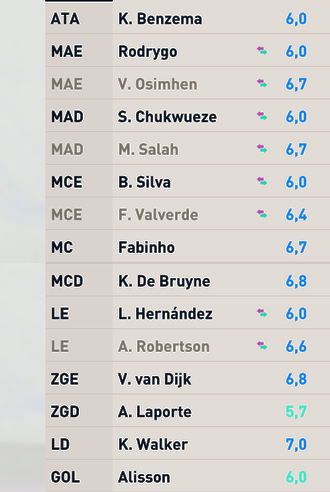 ATA K. Benzema 6,0
MAE Rodrygo 6,0
MAE V. Osimhen 6,7
MAD S. Chukwueze 6,0
MAD M. Salah 6,7
MCE B. Silva 6,0
MCE F. Valverde 6,4
MC Fabinho 6,7
MCD K. De Bruyne 6,8
LE L. Hernández 6,0
LE A. Robertson 6,6
ZGE V. van Dijk 6,8
ZGD A. Laporte 5,7
LD K. Walker 7,0
GOL Alisson 6,0